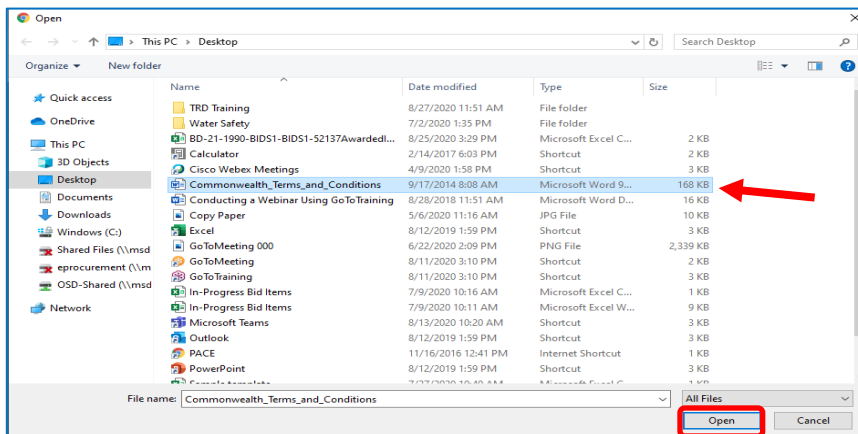 Open
This PC > Desktop
Search Desktop
Organize
New folder
Name Date modified Type Size
Quick access
OneDrive
This PC
3D Objects
Desktop
Documents
Downloads
Windows (C:)
Shared Files (\\msd
eprocurement (\\m
OSD-Shared (\\msd
Network
TRD Training 8/27/2020 11:51 AM File folder
Water Safety 7/2/2020 1:35 PM File folder
BD-21-1990-BIDS1-BIDS1-52137Awardedl... 8/25/2020 3:29 PM Microsoft Excel C... 2 KB
Calculator 2/14/2017 6:03 PM Shortcut 2 KB
Cisco Webex Meetings 4/9/2020 1:58 PM Shortcut 3 KB
Commonwealth_Terms_and_Conditions 9/17/2014 8:08 AM Microsoft Word 9... 168 KB
Conducting a Webinar Using GoToTraining 8/28/2018 11:51 AM Microsoft Word D... 16 KB
Copy Paper 5/6/2020 11:16 AM JPG File 10 KB
Excel 8/12/2019 1:59 PM Shortcut 3 KB
GoToMeeting 000 6/22/2020 2:09 PM PNG File 2,339 KB
GoToMeeting 8/11/2020 3:10 PM Shortcut 2 KB
GoToTraining 8/11/2020 3:10 PM Shortcut 3 KB
In-Progress Bid Items 7/9/2020 10:16 AM Microsoft Excel C... 1 KB
In-Progress Bid Items 7/9/2020 10:11 AM Microsoft Excel W... 9 KB
Microsoft Teams 8/13/2020 10:20 AM Shortcut 3 KB
Outlook 8/12/2019 1:59 PM Shortcut 3 KB
PACE 11/16/2016 12:41 PM Internet Shortcut 1 KB
PowerPoint 8/12/2019 1:59 PM Shortcut 3 KB
File name: Commonwealth_Terms_and_Conditions All Files
Open Cancel